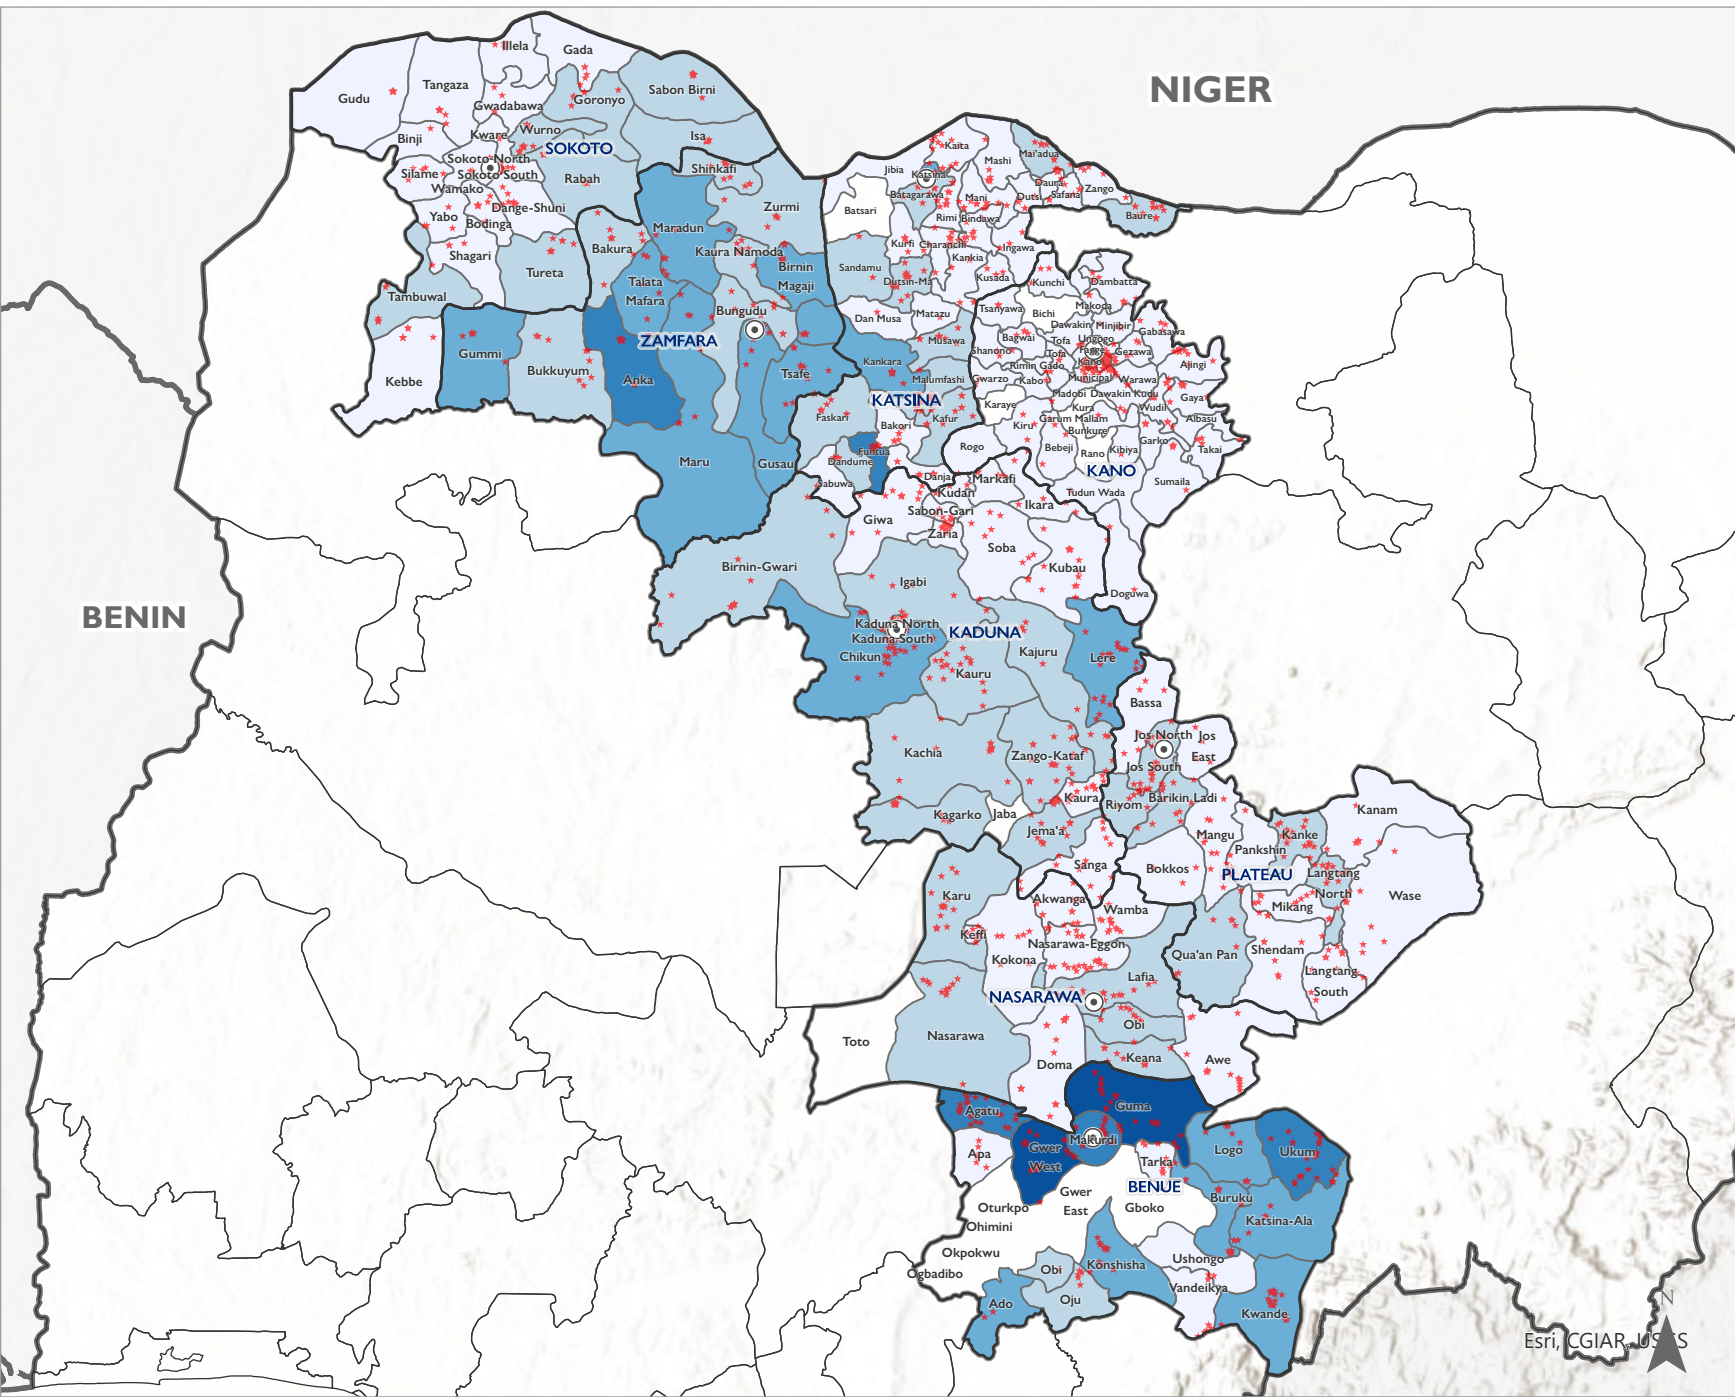 NIGER
BENIN
Illela
Gada
Tangaza
Gudu
Sabon Birni
Gwadabawa
Goronyo
Binji
Kware
Wurno
Isa
SOKOTO
Sokoto North
Silame
Sokoto South
Rabah
Wamako
Dange-Shuni
Yabo
Bodinga
Shagari
Tureta
Tambuwal
Kebbe
Shinkafi
Zurmi
Maradun
Bakura
Kaura Namoda
Birnin
Magaji
Talata
Mafara
Bungudu
ZAMFARA
Gummi
Bukkuyum
Anka
Tsafe
Maru
Gusau
Kaita
Mashi
Mai'adua
Jibia
Katsina
Batagarawa
Daura
Dutsi
Safana
Zango
Mani
Batsari
Rimi
Bindawa
Baure
Kurfi
Charanchi
Ingawa
Kankia
Sandamu
Dutsin-Ma
Kusada
Dan Musa
Matazu
Musawa
Kankara
Malumfashi
KATSINA
Faskari
Kafur
Bakori
Funtua
Dandume
Sabuwa
Danja
Kunchi
Dambatta
Tsanyawa
Makoda
Bichi
Dawakin
Tofa
Minjibir
Gabasawa
Bagwai
Ungogo
Shanono
Tofa
Fagge
Gezawa
Kano
Municipal
Rimin Gado
Ajingi
Gwarzo
Kabo
Warawa
Madobi
Dawakin Kudu
Gaya
Karaye
Kura
Wudil
Kiru
Garum Mallam
Albasu
Bunkure
Rogo
Bebeji
Rano
Kibiya
Garko
Takai
KANO
Sumaila
Tudun Wada
Doguwa
Markafi
Kudan
Ikara
Giwa
Sabon-Gari
Zaria
Soba
Kubau
Birnin-Gwari
Igabi
Kaduna North
Kaduna South
KADUNA
Chikun
Kajuru
Lere
Kauru
Kachia
Zango-Kataf
Kaura
Kagarko
Jaba
Jema'a
Sanga
Bassa
Jos North
Jos
East
Jos South
Riyom
Barikin Ladi
Kanam
Mangu
Kanke
Pankshin
Bokkos
PLATEAU
Langtang
North
Mikang
Wase
Qua'an Pan
Shendam
Langtang
South
Karu
Akwanga
Wamba
Keffi
Nasarawa-Eggon
Kokona
Lafia
NASARAWA
Obi
Nasarawa
Toto
Doma
Keana
Awe
Agatu
Guma
Apa
Gwer
West
Makurdi
Logo
Ukum
Tarka
BENUE
Gwer
East
Oturkpo
Gboko
Buruku
Katsina-Ala
Ohimini
Okpokwu
Ushongo
Ogbadibo
Obi
Konshisha
Vandeikya
Ado
Oju
Kwande
N
Esri, CGIAR, USGS